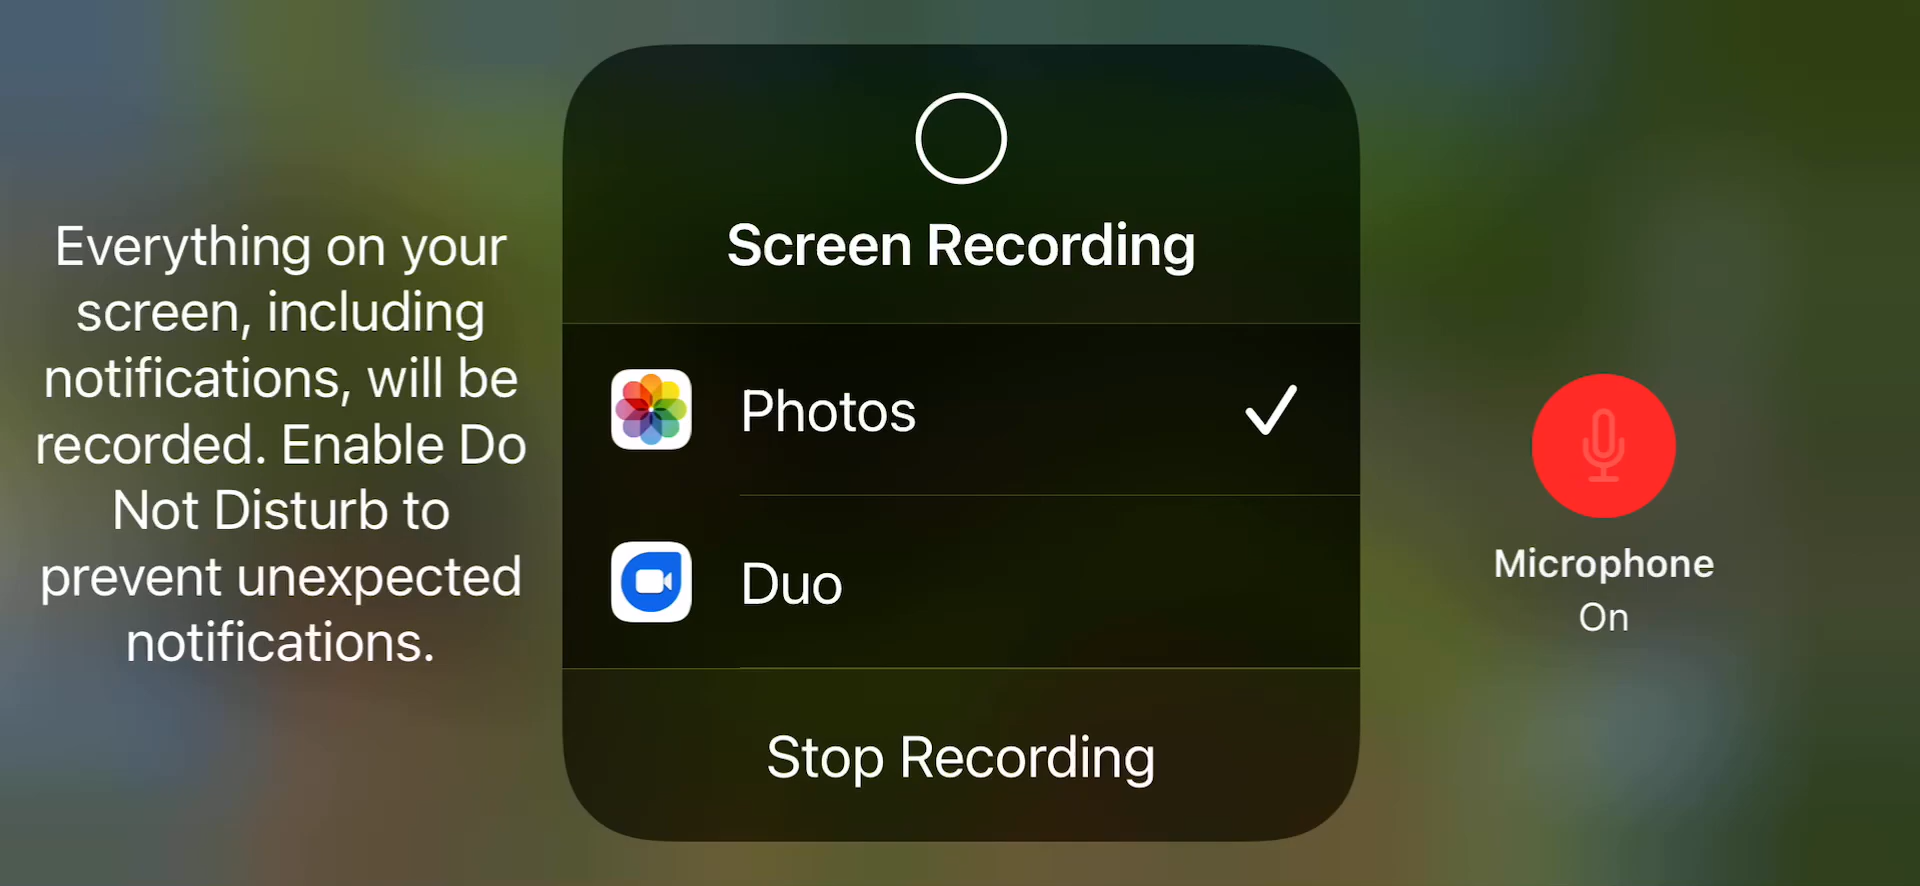 Everything on your
screen, including
notifications, will be
recorded. Enable Do
Not Disturb to
prevent unexpected
notifications.
Screen Recording
Photos
Duo
Stop Recording
Microphone
On